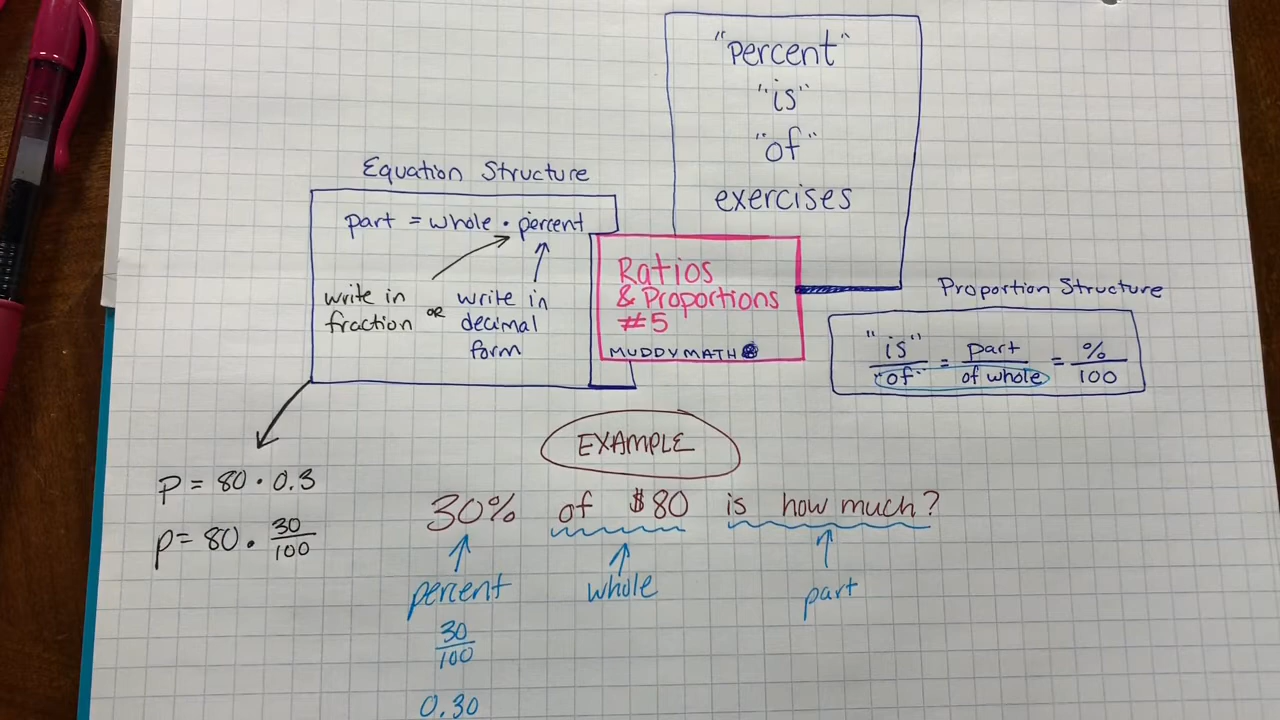 "percent"
"is"
"of"
exercises
Equation Structure
part = whole · percent
write in fraction OR write in decimal form
Ratios
& Proportions
#5
MUDDYMATH
Proportion Structure
"is" / "of" = part / of whole = % / 100
EXAMPLE
P = 80 · 0.3
p = 80 · 30/100
30% of $80 is how much?
percent whole part
30/100
0.30